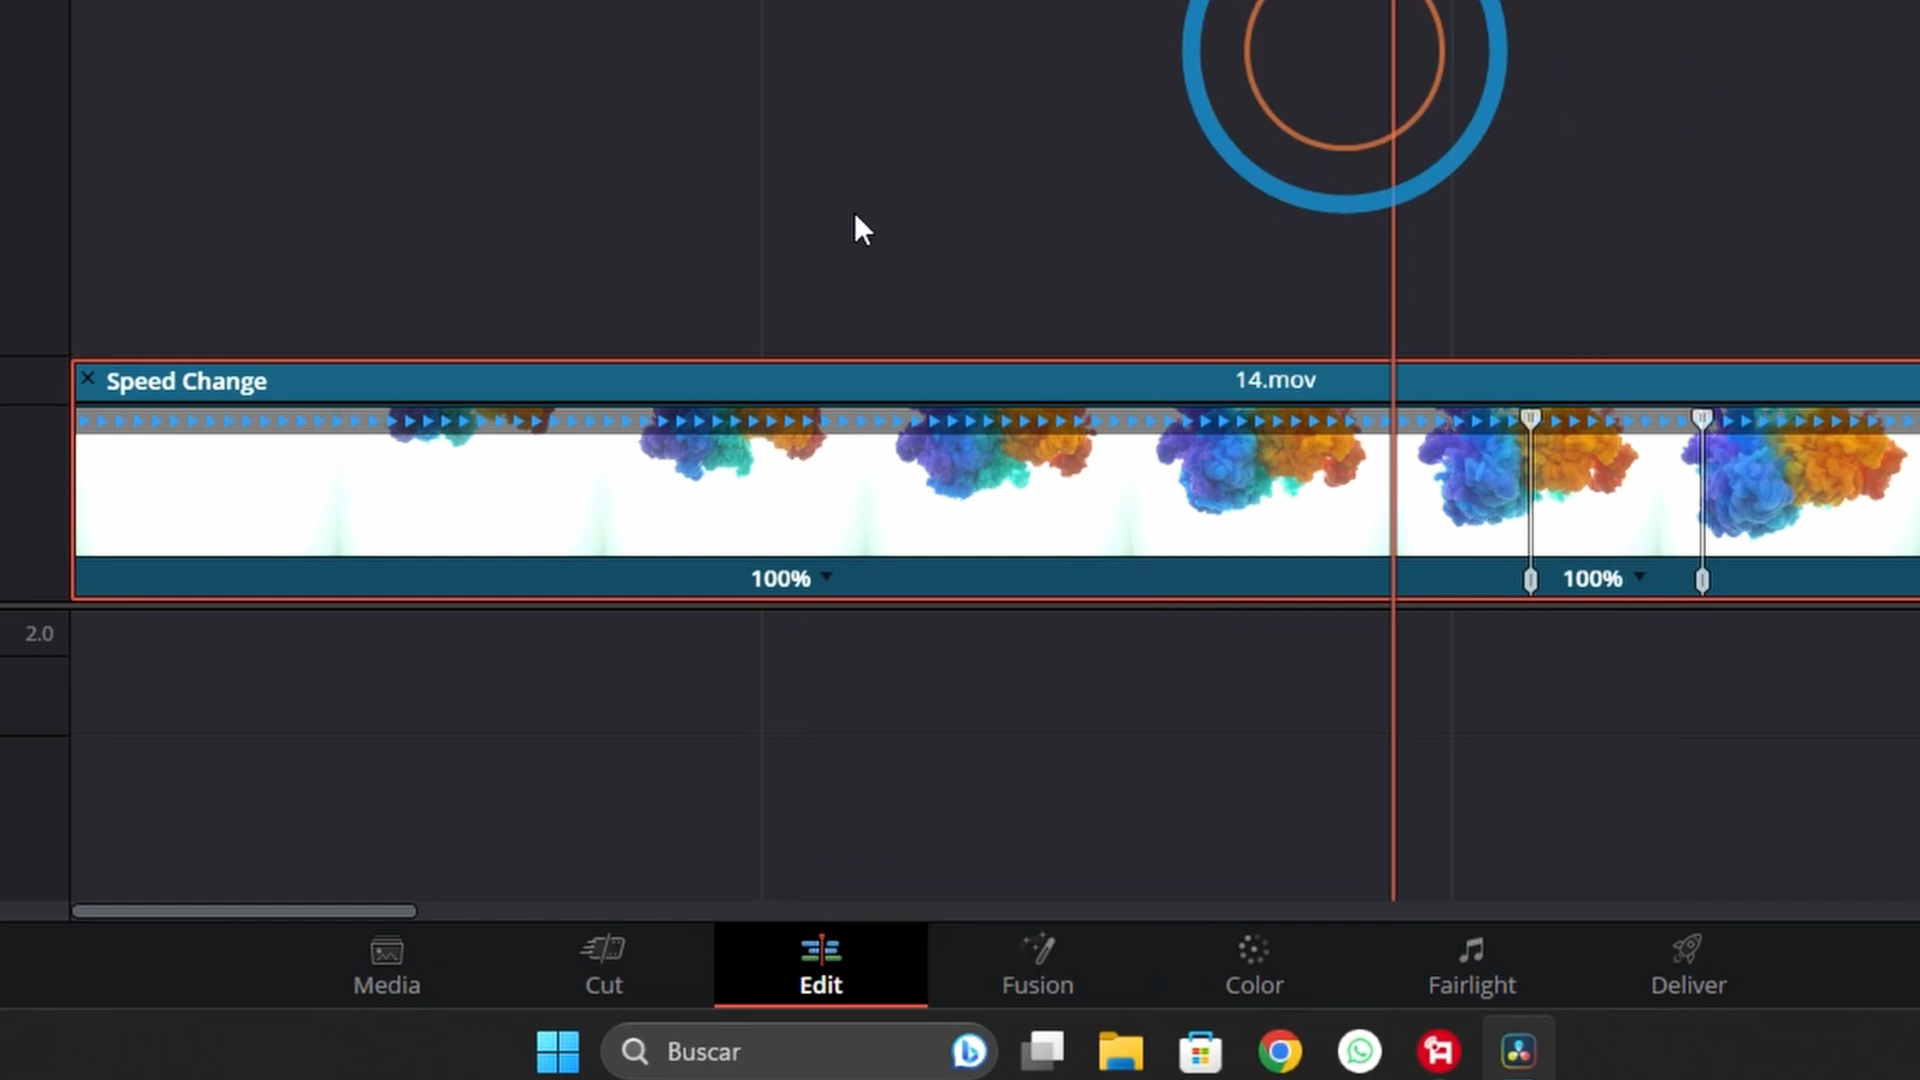 Speed Change
14.mov
100%
100%
2.0
Media
Cut
Edit
Fusion
Color
Fairlight
Deliver
Buscar